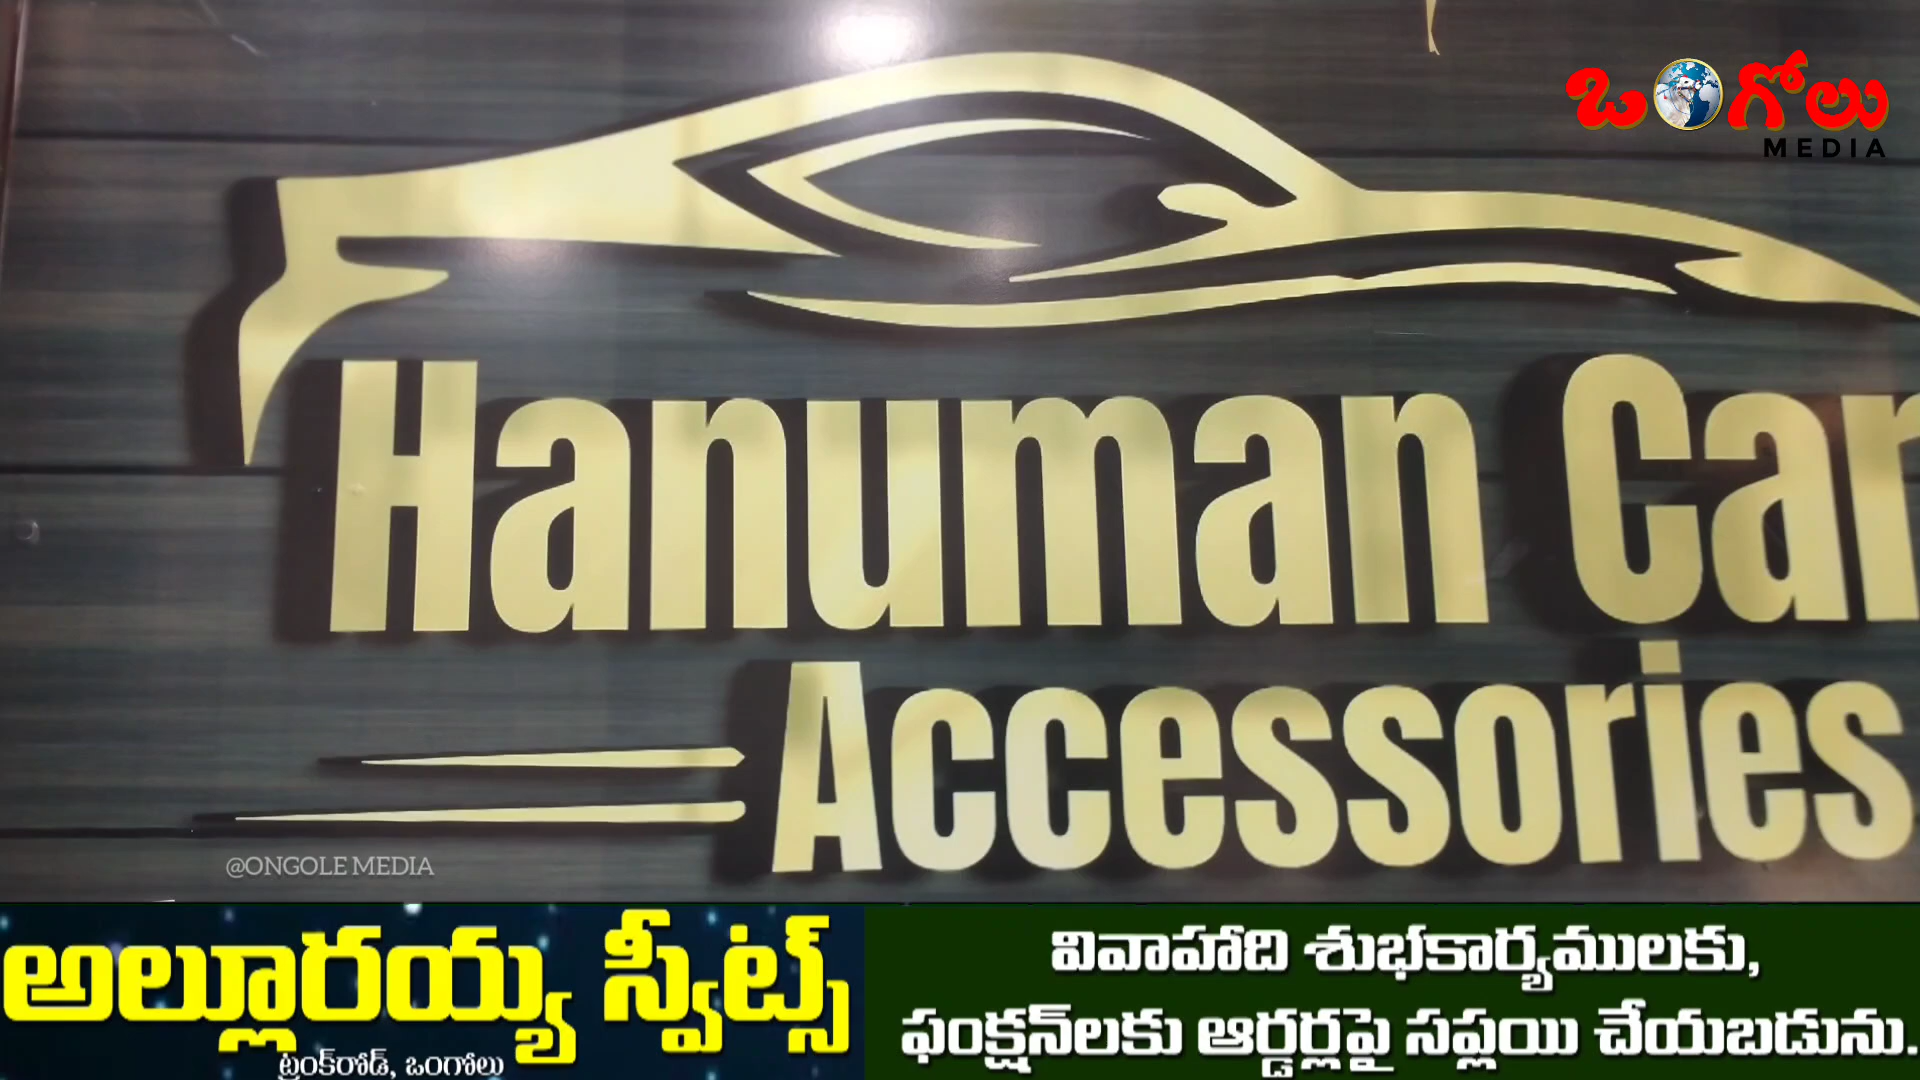 ఒంగోలు
MEDIA
Hanuman Car
Accessories
@ONGOLE MEDIA
అల్లూరయ్య స్వీట్స్
ట్రంక్‌రోడ్, ఒంగోలు
వివాహాది శుభకార్యములకు,
ఫంక్షన్‌లకు ఆర్డర్లపై సప్లయి చేయబడును.